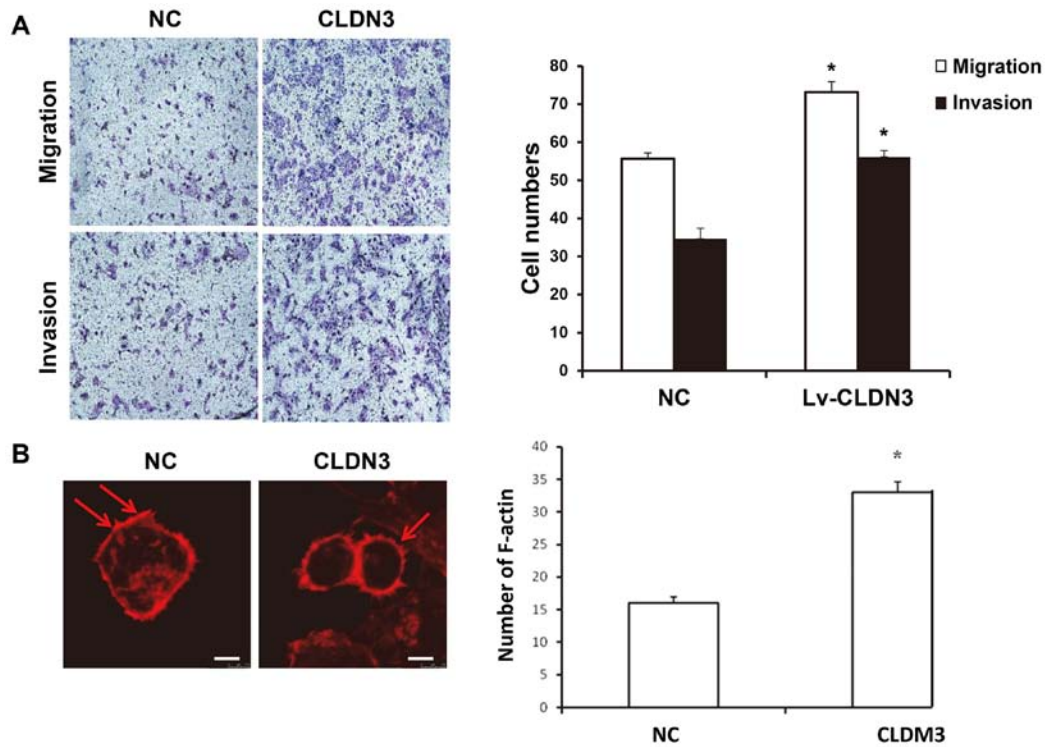 A
NC
CLDN3
Migration
Invasion
Cell numbers
80
70
60
50
40
30
20
10
0
NC
Lv-CLDN3
*
*
Migration
Invasion
B
NC
CLDN3
Number of F-actin
40
35
30
25
20
15
10
5
0
*
NC
CLDM3